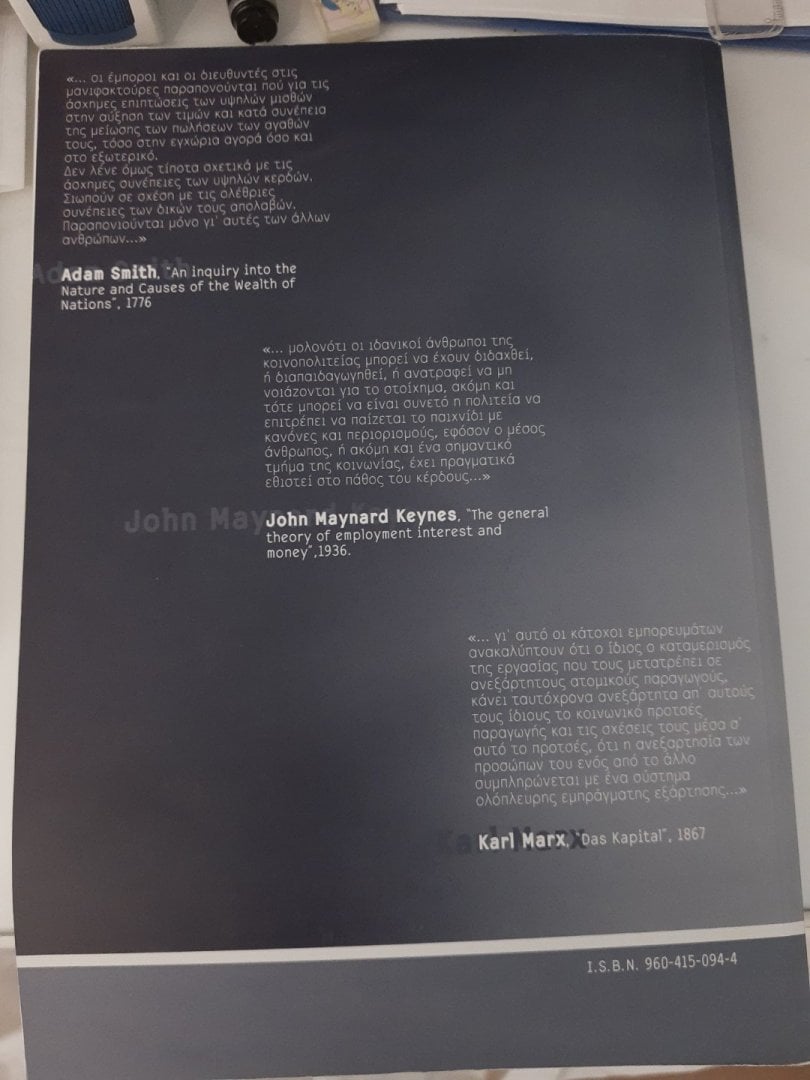 «... οι έμποροι και οι διευθυντές στις
μανιφακτούρες παραπονούνται πού για τις
άσχημες επιπτώσεις των υψηλών μισθών
στην αύξηση των τιμών και κατά συνέπεια
της μείωσης των πωλήσεων των αγαθών
τους, τόσο στην εγχώρια αγορά όσο και
στο εξωτερικό.
Δεν λένε όμως τίποτα σχετικά με τις
άσχημες συνέπειες των υψηλών κερδών.
Σιωπούν σε σχέση με τις ολέθριες
συνέπειες των δικών τους απολαβών.
Παραπονιούνται μόνο γι' αυτές των άλλων
ανθρώπων...»
Adam Smith, "An inquiry into the
Nature and Causes of the Wealth of
Nations", 1776
«... μολονότι οι ιδανικοί άνθρωποι της
κοινοπολιτείας μπορεί να έχουν διδαχθεί,
ή διαπαιδαγωγηθεί, ή ανατραφεί να μη
νοιάζονται για το στοίχημα, ακόμη και
τότε μπορεί να είναι συνετό η πολιτεία να
επιτρέπει να παίζεται το παιχνίδι με
κανόνες και περιορισμούς, εφόσον ο μέσος
άνθρωπος, ή ακόμη και ένα σημαντικό
τμήμα της κοινωνίας, έχει πραγματικά
εθιστεί στο πάθος του κέρδους...»
John Maynard Keynes, "The general
theory of employment interest and
money",1936.
«... γι' αυτό οι κάτοχοι εμπορευμάτων
ανακαλύπτουν ότι ο ίδιος ο καταμερισμός
της εργασίας που τους μετατρέπει σε
ανεξάρτητους ατομικούς παραγωγούς,
κάνει ταυτόχρονα ανεξάρτητα απ' αυτούς
τους ίδιους το κοινωνικό προτσές
παραγωγής και τις σχέσεις τους μέσα σ'
αυτό το προτσές, ότι η ανεξαρτησία των
προσώπων του ενός από το άλλο
συμπληρώνεται με ένα σύστημα
ολόπλευρης εμπράγματης εξάρτησης...»
Karl Marx, "Das Kapital", 1867
I.S.B.N. 960-415-094-4